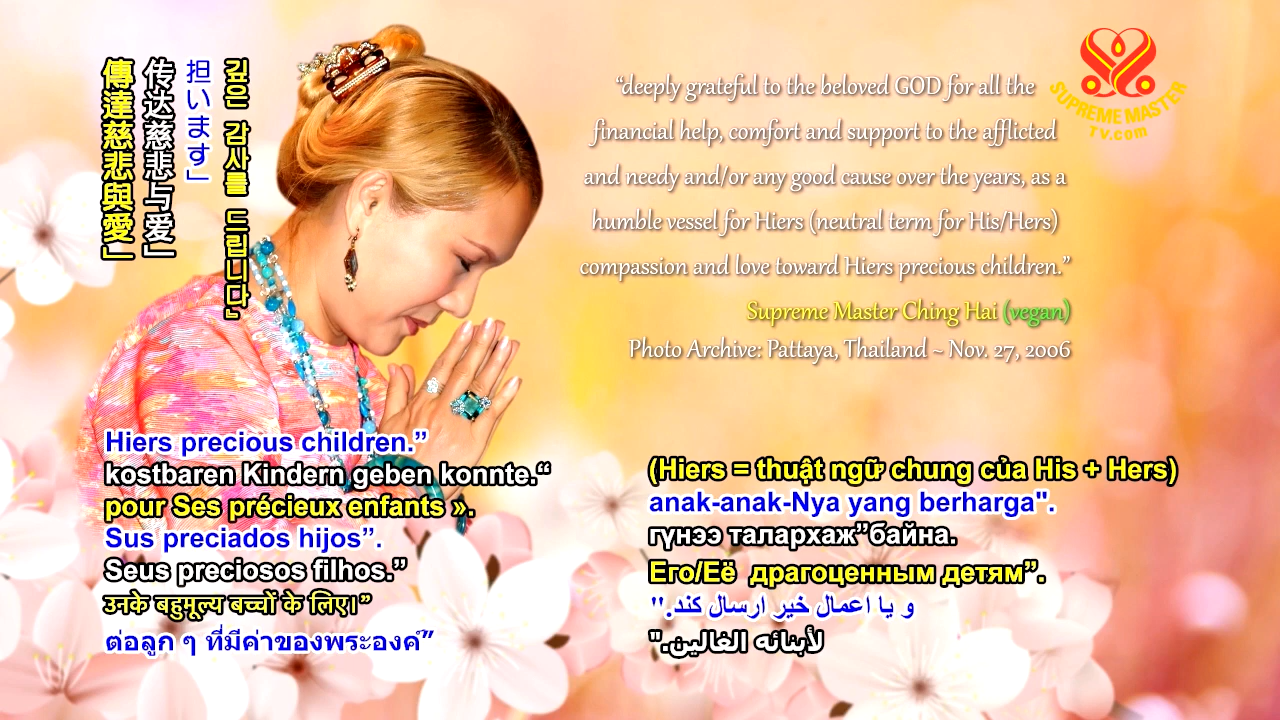 傳達慈悲與愛」
传达慈悲与爱」
担います」
깊은 감사를 드립니다』
“deeply grateful to the beloved GOD for all the
financial help, comfort and support to the afflicted
and needy and/or any good cause over the years, as a
humble vessel for Hiers (neutral term for His/Hers)
compassion and love toward Hiers precious children.”
Supreme Master Ching Hai (vegan)
Photo Archive: Pattaya, Thailand ~ Nov. 27, 2006
SUPREME MASTER
TV.com
Hiers precious children.”
kostbaren Kindern geben konnte.“
pour Ses précieux enfants ».
Sus preciados hijos”.
Seus preciosos filhos.”
उनके बहुमूल्य बच्चों के लिए।”
ต่อลูก ๆ ที่มีค่าของพระองค์”
(Hiers = thuật ngữ chung của His + Hers)
anak-anak-Nya yang berharga".
гүнээ талархаж”байна.
Его/Её драгоценным детям”.
و یا اعمال خیر ارسال کند."
لأبنائه الغالين."